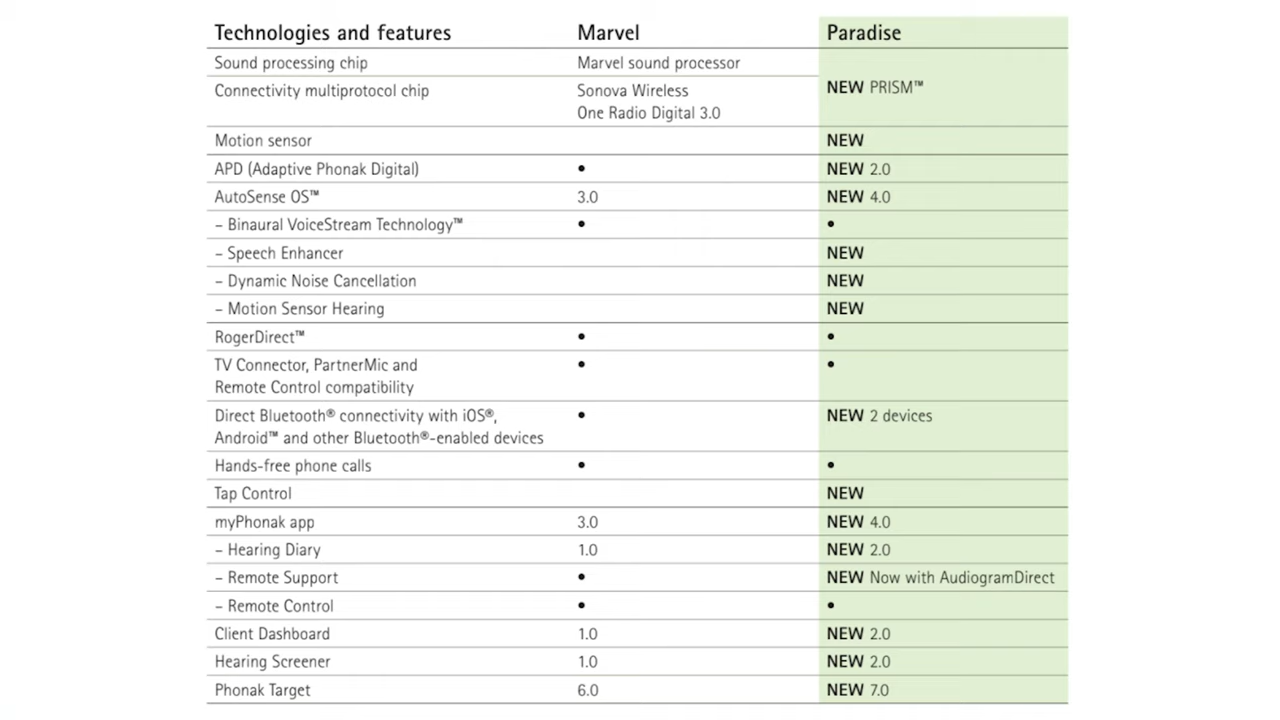 Technologies and features Marvel Paradise
Sound processing chip Marvel sound processor
NEW PRISM™
Connectivity multiprotocol chip Sonova Wireless
One Radio Digital 3.0
Motion sensor NEW
APD (Adaptive Phonak Digital) • NEW 2.0
AutoSense OS™ 3.0 NEW 4.0
– Binaural VoiceStream Technology™ • •
– Speech Enhancer NEW
– Dynamic Noise Cancellation NEW
– Motion Sensor Hearing NEW
RogerDirect™ • •
TV Connector, PartnerMic and • •
Remote Control compatibility
Direct Bluetooth® connectivity with iOS®, • NEW 2 devices
Android™ and other Bluetooth®-enabled devices
Hands-free phone calls • •
Tap Control NEW
myPhonak app 3.0 NEW 4.0
– Hearing Diary 1.0 NEW 2.0
– Remote Support • NEW Now with AudiogramDirect
– Remote Control • •
Client Dashboard 1.0 NEW 2.0
Hearing Screener 1.0 NEW 2.0
Phonak Target 6.0 NEW 7.0